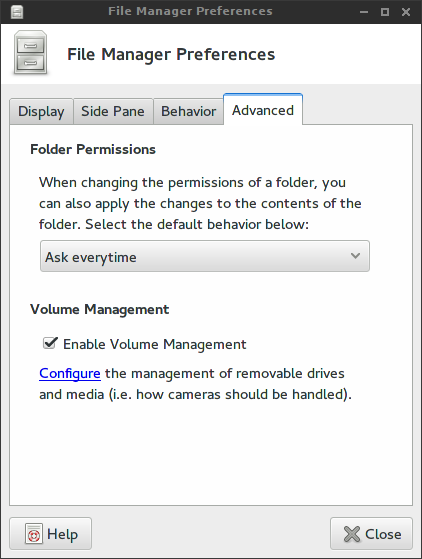 File Manager Preferences
File Manager Preferences
Display Side Pane Behavior Advanced
Folder Permissions
When changing the permissions of a folder, you
can also apply the changes to the contents of the
folder. Select the default behavior below:
Ask everytime
Volume Management
Enable Volume Management
Configure the management of removable drives
and media (i.e. how cameras should be handled).
Help Close